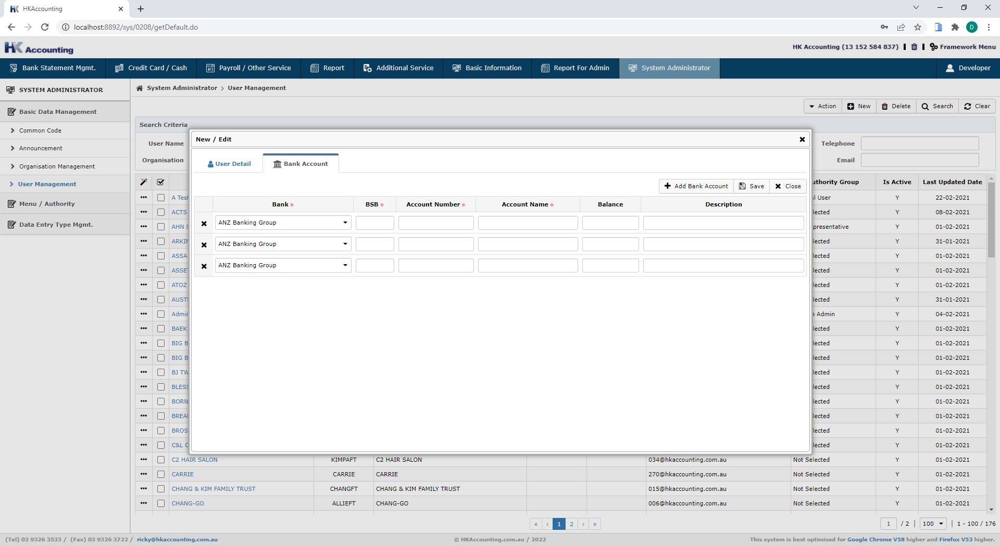 HKAccounting
localhost:8892/sys/0208/getDefault.do
D
HK Accounting
HK Accounting (13 152 584 837)
Framework Menu
Bank Statement Mgmt.
Credit Card / Cash
Payroll / Other Service
Report
Additional Service
Basic Information
Report For Admin
System Administrator
Developer
SYSTEM ADMINISTRATOR
Basic Data Management
Common Code
Announcement
Organisation Management
User Management
Menu / Authority
Data Entry Type Mgmt.
System Administrator > User Management
Action
New
Delete
Search
Clear
Search Criteria
User Name
Organisation
Telephone
Email
New / Edit
User Detail
Bank Account
Add Bank Account
Save
Close
Bank *
BSB *
Account Number *
Account Name *
Balance
Description
ANZ Banking Group
ANZ Banking Group
ANZ Banking Group
uthority Group
Is Active
Last Updated Date
A Test
l User
Y
22-02-2021
ACTS
lected
Y
08-02-2021
AHN &
presentative
Y
01-02-2021
ARKIN
lected
Y
31-01-2021
ASSA
lected
Y
01-02-2021
ASSET
lected
Y
01-02-2021
ATOZ
lected
Y
01-02-2021
AUST
lected
Y
31-01-2021
Admin
Admin
Y
04-02-2021
BAEK
lected
Y
01-02-2021
BIG B
lected
Y
01-02-2021
BIG B
lected
Y
01-02-2021
BJ TW
lected
Y
01-02-2021
BLESS
lected
Y
01-02-2021
BORN
lected
Y
01-02-2021
BREA
lected
Y
01-02-2021
BROS
lected
Y
01-02-2021
C&L
lected
Y
01-02-2021
C2 HAIR SALON
KIMPAFT
C2 HAIR SALON
034@hkaccounting.com.au
Not Selected
Y
01-02-2021
CARRIE
CARRIE
CARRIE
270@hkaccounting.com.au
Not Selected
Y
01-02-2021
CHANG & KIM FAMILY TRUST
CHANGFT
CHANG & KIM FAMILY TRUST
015@hkaccounting.com.au
Not Selected
Y
01-02-2021
CHANG-GO
ALLIEFT
CHANG-GO
006@hkaccounting.com.au
Not Selected
Y
01-02-2021
« ‹ 1 2 › »
1 / 2 | 100 | 1 - 100 / 176
(Tel) 03 9326 3533 / (Fax) 03 9326 3722 / ricky@hkaccounting.com.au
© HKAccounting.com.au / 2022
This system is best optimised for Google Chrome V58 higher and Firefox V53 higher.